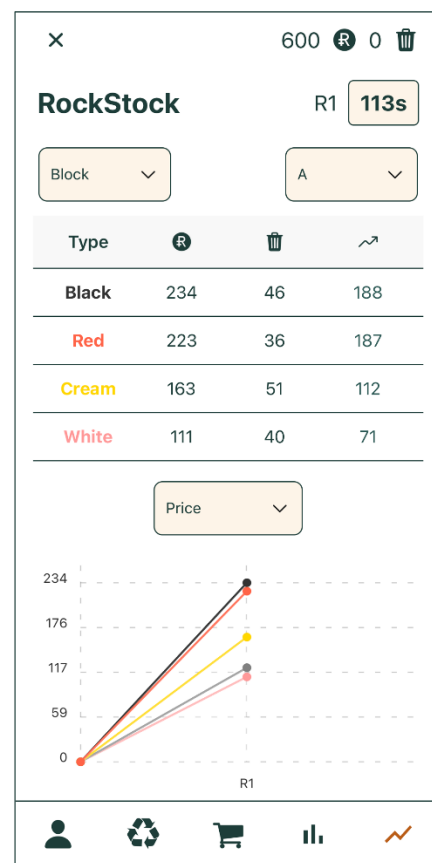 600 0
RockStock R1 113s
Block A
Type
Black 234 46 188
Red 223 36 187
Cream 163 51 112
White 111 40 71
Price
234
176
117
59
0
R1